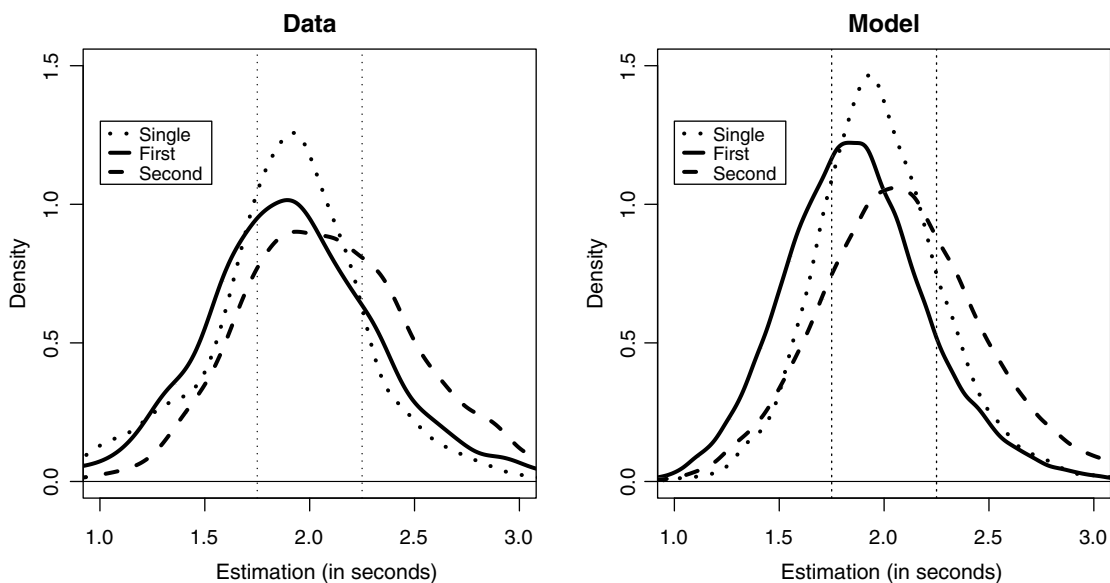 Data
1.5
1.0
0.5
0.0
Density
Single
First
Second
1.0 1.5 2.0 2.5 3.0
Estimation (in seconds)
Model
1.5
1.0
0.5
0.0
Density
Single
First
Second
1.0 1.5 2.0 2.5 3.0
Estimation (in seconds)